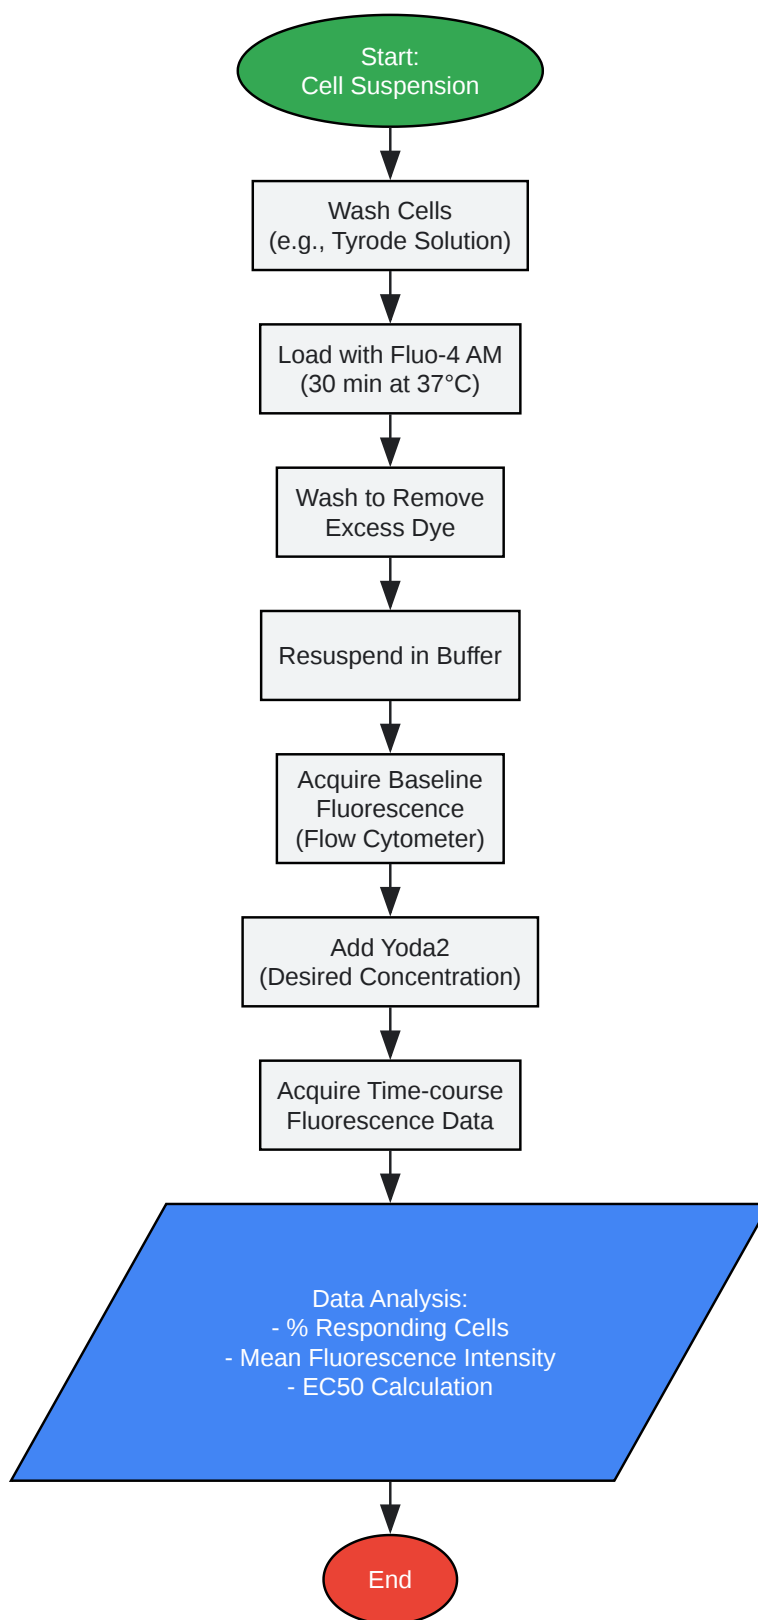 Start:
Cell Suspension
Wash Cells
(e.g., Tyrode Solution)
Load with Fluo-4 AM
(30 min at 37°C)
Wash to Remove
Excess Dye
Resuspend in Buffer
Acquire Baseline
Fluorescence
(Flow Cytometer)
Add Yoda2
(Desired Concentration)
Acquire Time-course
Fluorescence Data
Data Analysis:
- % Responding Cells
- Mean Fluorescence Intensity
- EC50 Calculation
End